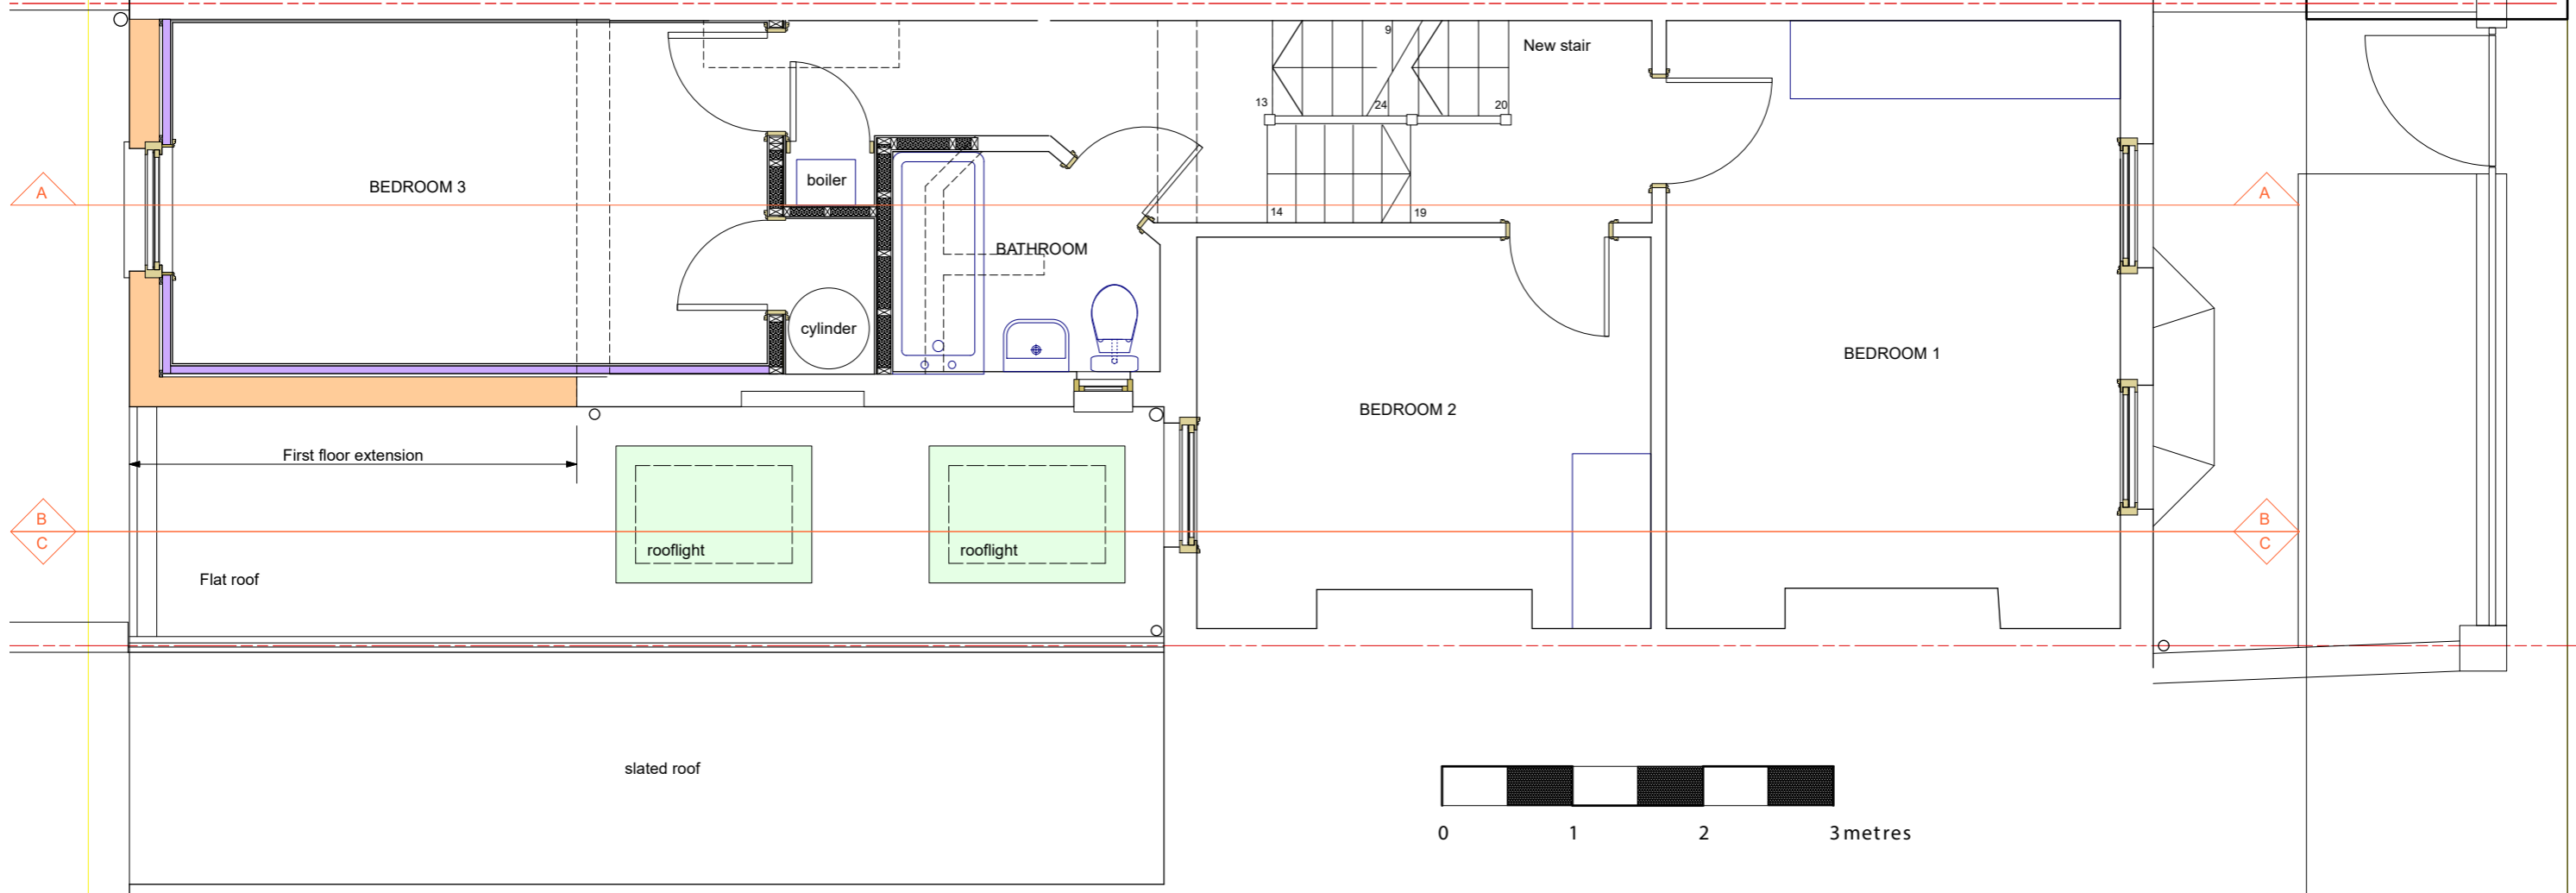 New stair
9
13
24
20
BEDROOM 3
boiler
A
A
14
19
BATHROOM
cylinder
BEDROOM 1
BEDROOM 2
First floor extension
B
C
rooflight
rooflight
B
C
Flat roof
slated roof
0 1 2 3 metres